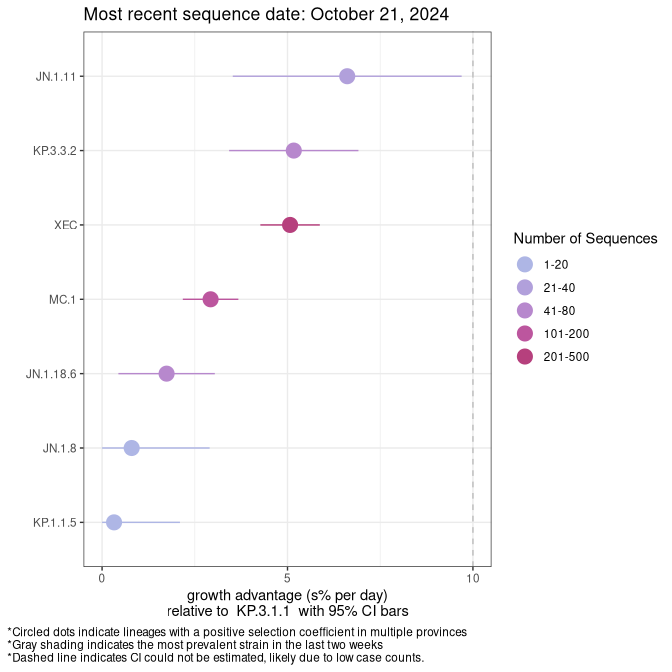 Most recent sequence date: October 21, 2024
JN.1.11
KP.3.3.2
XEC
MC.1
JN.1.18.6
JN.1.8
KP.1.1.5
0 5 10
growth advantage (s% per day)
relative to KP.3.1.1 with 95% CI bars
Number of Sequences
1-20
21-40
41-80
101-200
201-500
*Circled dots indicate lineages with a positive selection coefficient in multiple provinces
*Gray shading indicates the most prevalent strain in the last two weeks
*Dashed line indicates CI could not be estimated, likely due to low case counts.